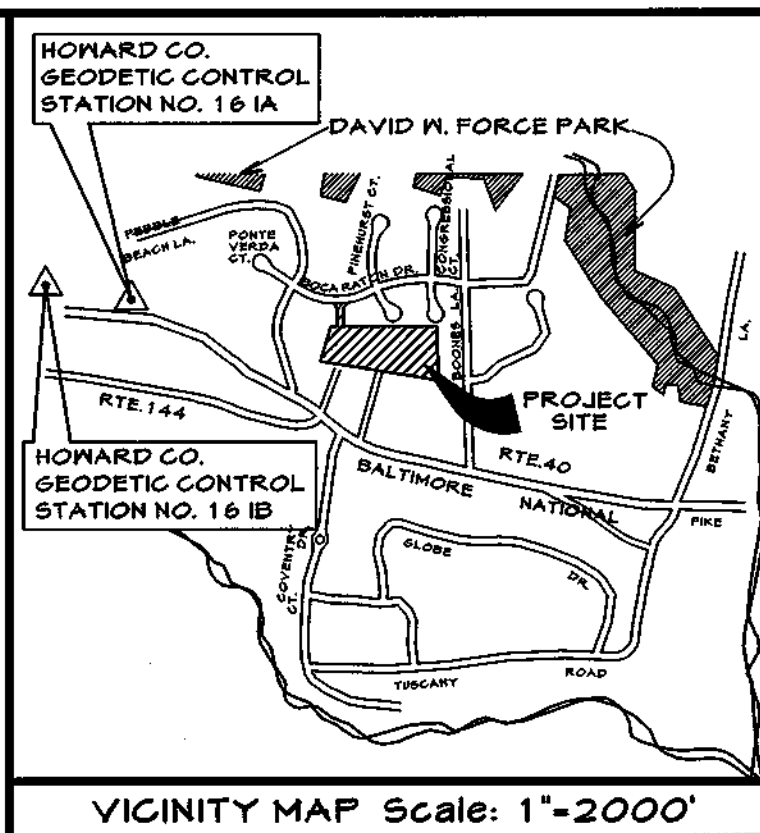 HOWARD CO.
GEODETIC CONTROL
STATION NO. 16 IA
DAVID W. FORCE PARK
PEBBLE
BEACH LA.
PONTE
VERDA
CT.
PINEHURST CT.
CONGRESSIONAL
CT.
BOCA RATON DR.
BOONES LA.
PROJECT
SITE
RTE. 144
RTE. 40
BALTIMORE
NATIONAL
PIKE
BETHANY
LA.
HOWARD CO.
GEODETIC CONTROL
STATION NO. 16 IB
COVENTRY
CT.
DR.
GLOBE
DR.
TUSCANY
ROAD
VICINITY MAP Scale: 1"=2000'